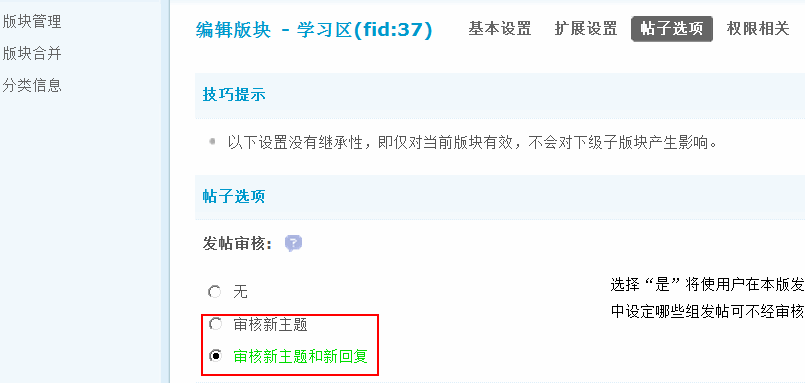 版块管理
版块合并
分类信息
编辑版块 - 学习区(fid:37)
基本设置 扩展设置 帖子选项 权限相关
技巧提示
以下设置没有继承性，即仅对当前版块有效，不会对下级子版块产生影响。
帖子选项
发帖审核:
?
无
选择“是”将使用户在本版发
中设定哪些组发帖可不经审核
审核新主题
审核新主题和新回复